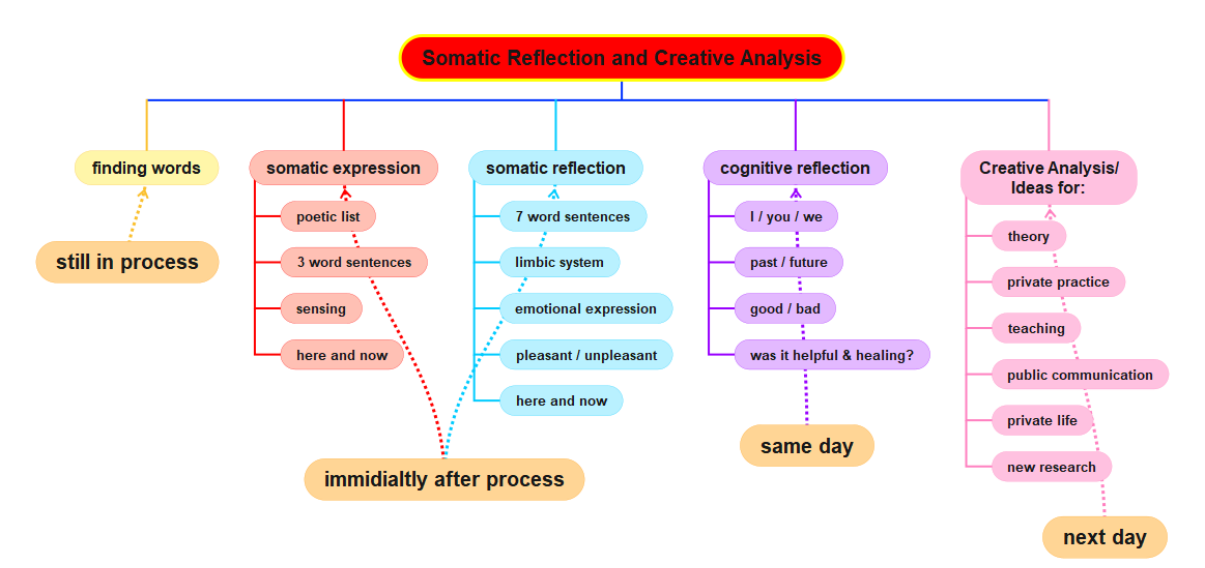 Somatic Reflection and Creative Analysis
finding words
still in process
somatic expression
poetic list
3 word sentences
sensing
here and now
somatic reflection
7 word sentences
limbic system
emotional expression
pleasant / unpleasant
here and now
immidialtly after process
cognitive reflection
I / you / we
past / future
good / bad
was it helpful & healing?
same day
Creative Analysis/
Ideas for:
theory
private practice
teaching
public communication
private life
new research
next day